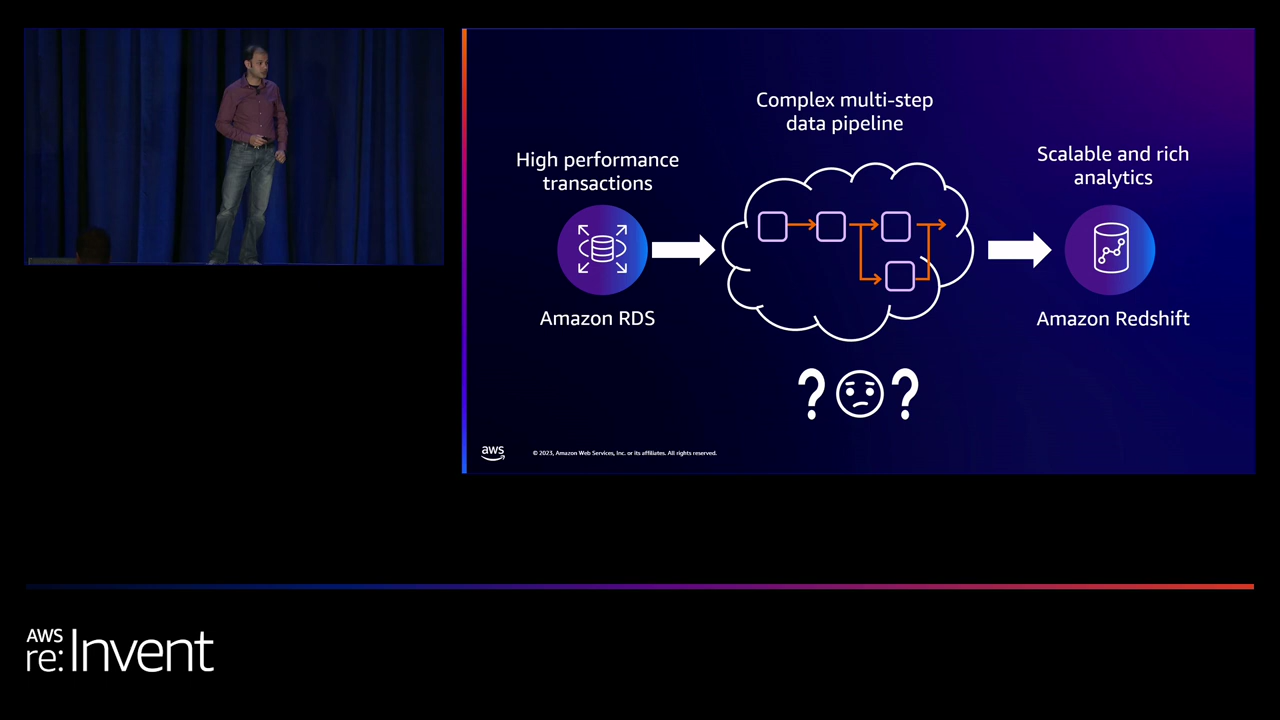 Complex multi-step
data pipeline
High performance
transactions
Scalable and rich
analytics
Amazon RDS
Amazon Redshift
? ?
aws
© 2023, Amazon Web Services, Inc. or its affiliates. All rights reserved.
AWS
re:Invent